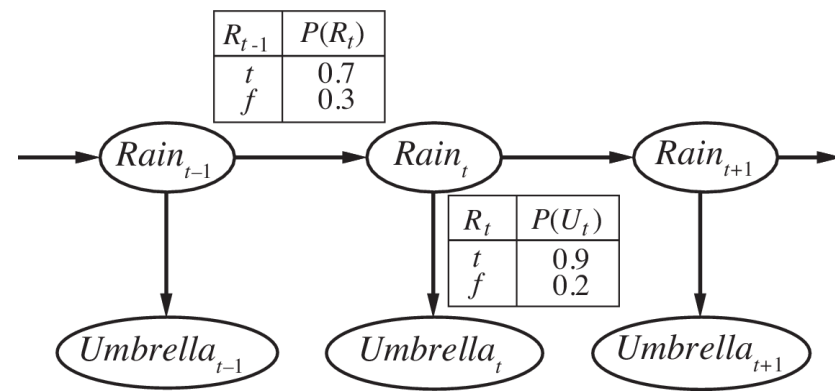 R_{t-1} P(R_t)
t 0.7
f 0.3
Rain_{t–1} Rain_t Rain_{t+1}
R_t P(U_t)
t 0.9
f 0.2
Umbrella_{t–1} Umbrella_t Umbrella_{t+1}